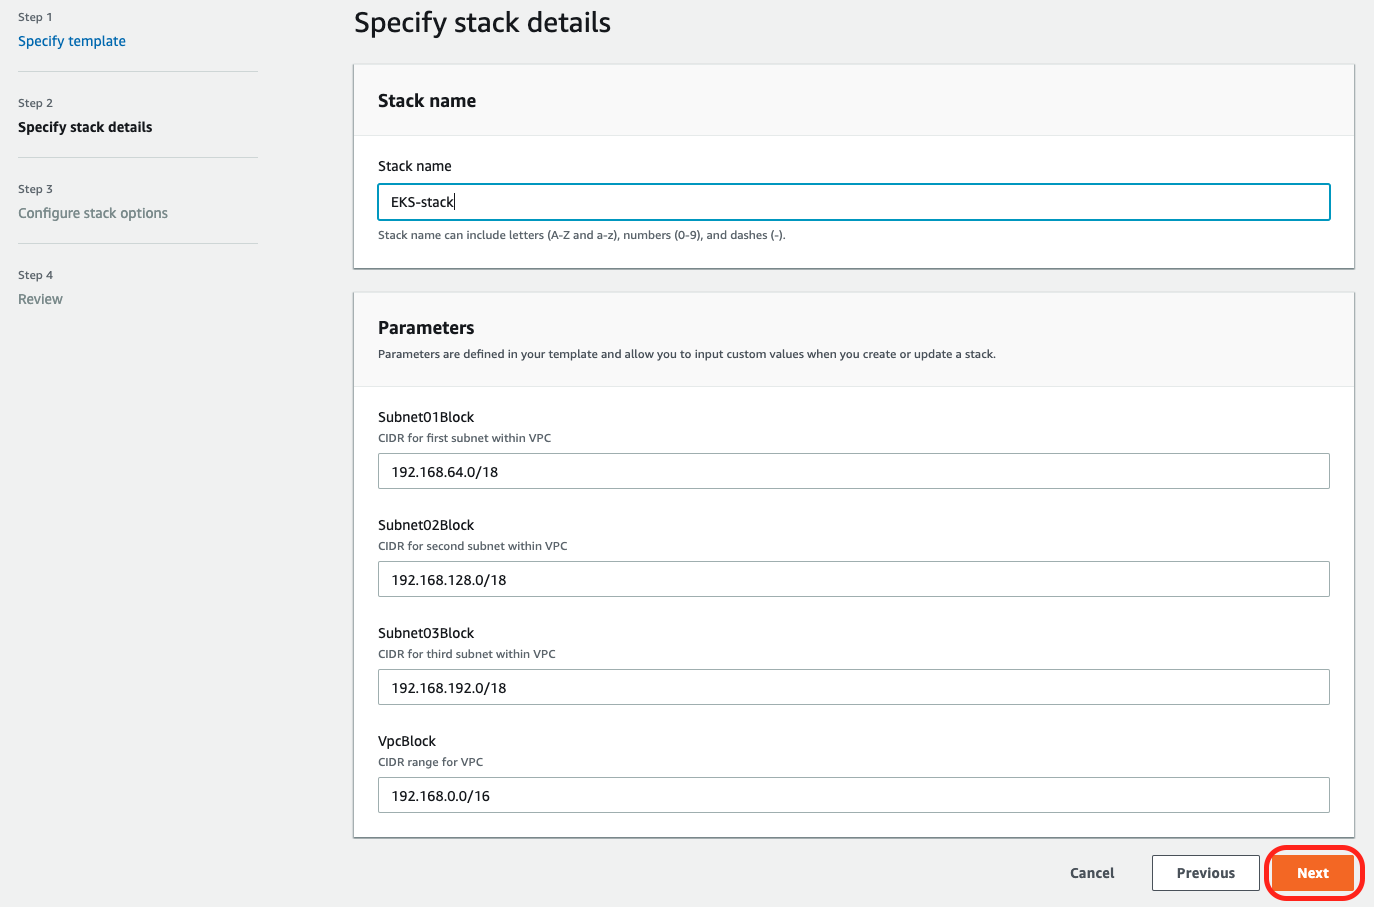 Step 1
Specify template
Step 2
Specify stack details
Step 3
Configure stack options
Step 4
Review
Specify stack details
Stack name
Stack name
EKS-stack
Stack name can include letters (A-Z and a-z), numbers (0-9), and dashes (-).
Parameters
Parameters are defined in your template and allow you to input custom values when you create or update a stack.
Subnet01Block
CIDR for first subnet within VPC
192.168.64.0/18
Subnet02Block
CIDR for second subnet within VPC
192.168.128.0/18
Subnet03Block
CIDR for third subnet within VPC
192.168.192.0/18
VpcBlock
CIDR range for VPC
192.168.0.0/16
Cancel
Previous
Next